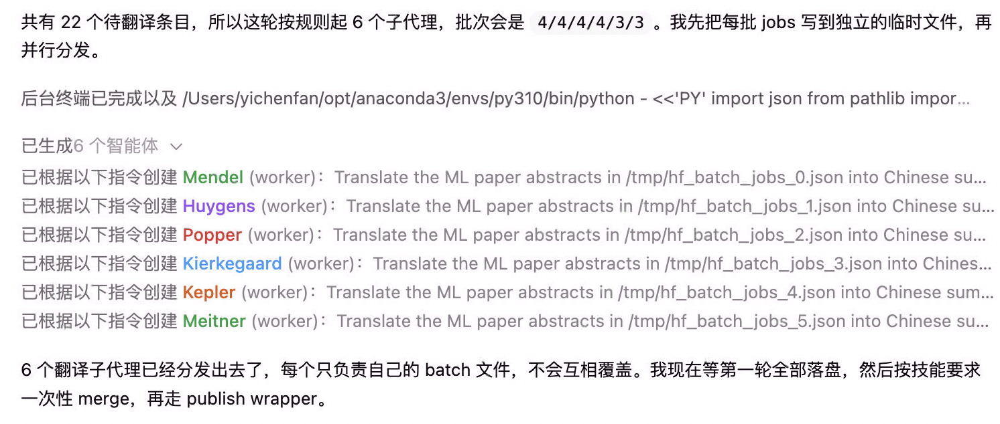 共有 22 个待翻译条目，所以这轮按规则起 6 个子代理，批次会是 4/4/4/4/3/3 。我先把每批 jobs 写到独立的临时文件，再
并行分发。
后台终端已完成以及 /Users/yichenfan/opt/anaconda3/envs/py310/bin/python - <<'PY' import json from pathlib impor...
已生成6 个智能体
已根据以下指令创建 Mendel (worker)：Translate the ML paper abstracts in /tmp/hf_batch_jobs_0.json into Chinese su...
已根据以下指令创建 Huygens (worker)：Translate the ML paper abstracts in /tmp/hf_batch_jobs_1.json into Chinese su...
已根据以下指令创建 Popper (worker)：Translate the ML paper abstracts in /tmp/hf_batch_jobs_2.json into Chinese su...
已根据以下指令创建 Kierkegaard (worker)：Translate the ML paper abstracts in /tmp/hf_batch_jobs_3.json into Chines...
已根据以下指令创建 Kepler (worker)：Translate the ML paper abstracts in /tmp/hf_batch_jobs_4.json into Chinese sum...
已根据以下指令创建 Meitner (worker)：Translate the ML paper abstracts in /tmp/hf_batch_jobs_5.json into Chinese su...
6 个翻译子代理已经分发出去了，每个只负责自己的 batch 文件，不会互相覆盖。我现在等第一轮全部落盘，然后按技能要求
一次性 merge，再走 publish wrapper。